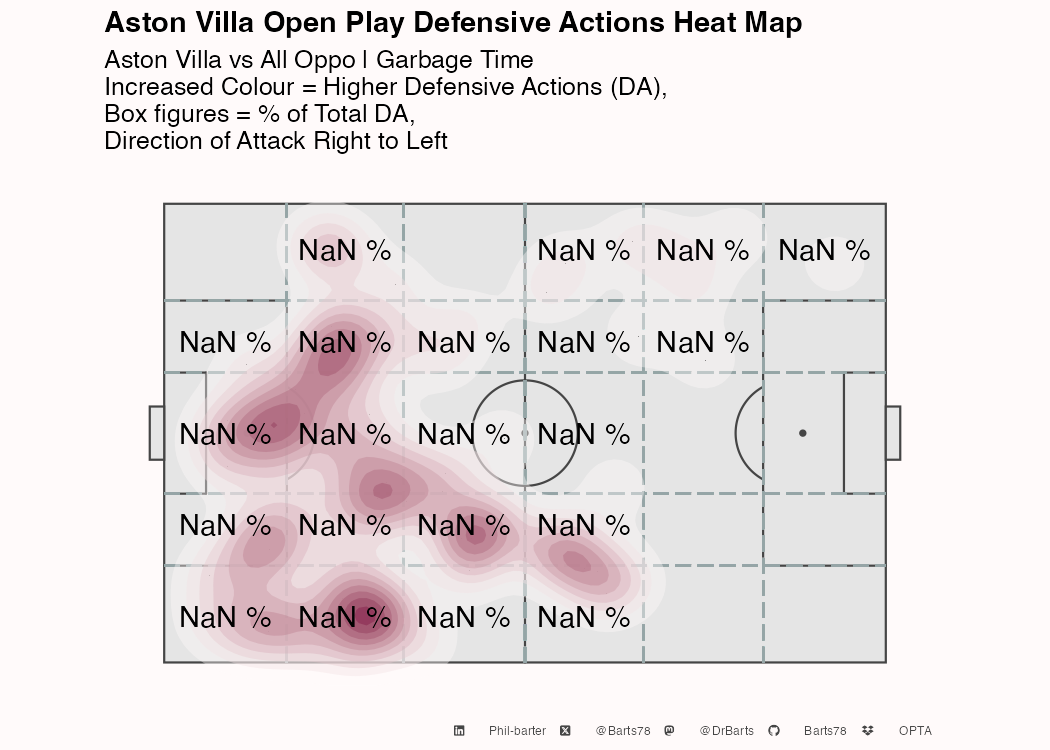 Aston Villa Open Play Defensive Actions Heat Map
Aston Villa vs All Oppo | Garbage Time
Increased Colour = Higher Defensive Actions (DA),
Box figures = % of Total DA,
Direction of Attack Right to Left
NaN % NaN % NaN % NaN %
NaN % NaN % NaN % NaN % NaN %
NaN % NaN % NaN % NaN %
NaN % NaN % NaN % NaN %
NaN % NaN % NaN % NaN %
Phil-barter @Barts78 @DrBarts Barts78 OPTA